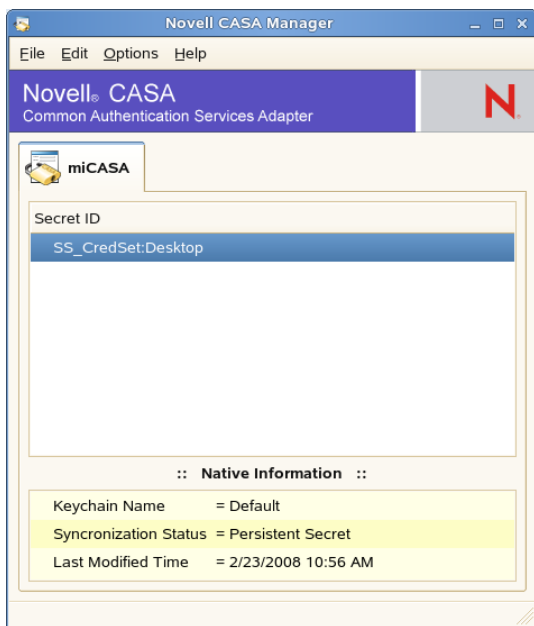 Novell CASA Manager
File Edit Options Help
Novell® CASA
Common Authentication Services Adapter
N®
miCASA
Secret ID
SS_CredSet:Desktop
:: Native Information ::
Keychain Name = Default
Syncronization Status = Persistent Secret
Last Modified Time = 2/23/2008 10:56 AM